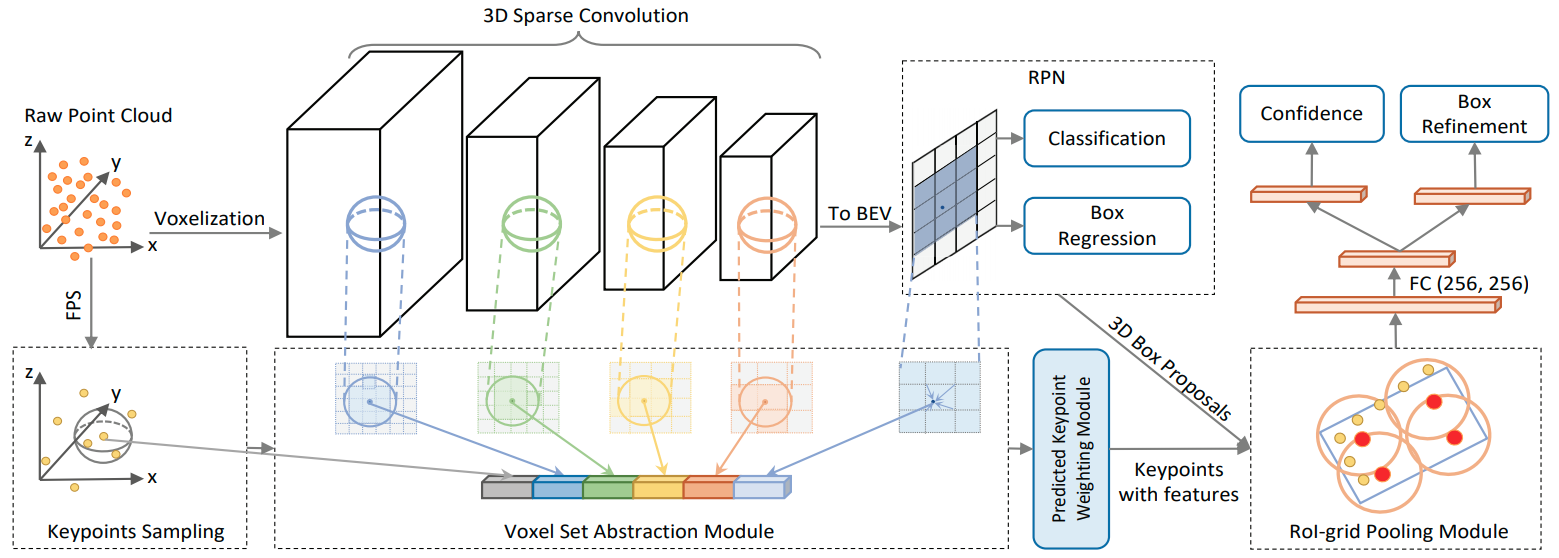 3D Sparse Convolution
Raw Point Cloud
z
y
x
Voxelization
To BEV
RPN
Classification
Box
Regression
Confidence
Box
Refinement
FC (256, 256)
FPS
3D Box Proposals
z
y
x
Keypoints Sampling
Voxel Set Abstraction Module
Predicted Keypoint
Weighting Module
Keypoints
with features
RoI-grid Pooling Module